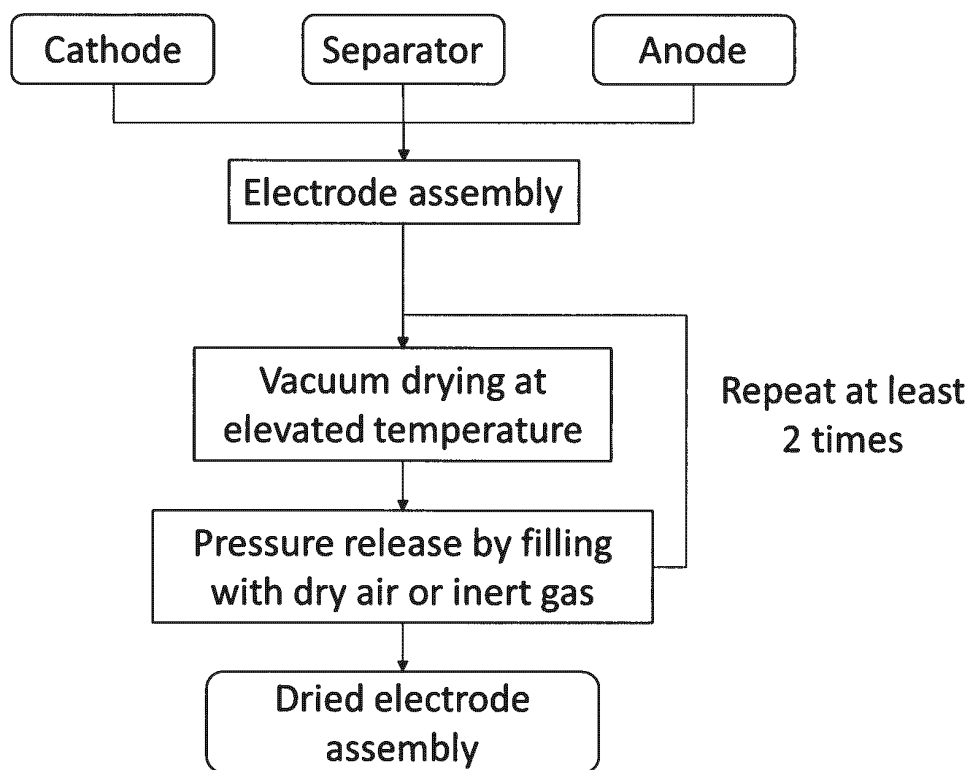 Cathode
Separator
Anode
Electrode assembly
Vacuum drying at
elevated temperature
Repeat at least
2 times
Pressure release by filling
with dry air or inert gas
Dried electrode
assembly